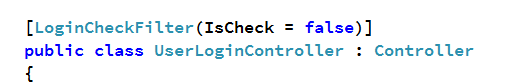 [LoginCheckFilter(IsCheck = false)]
public class UserLoginController : Controller
{